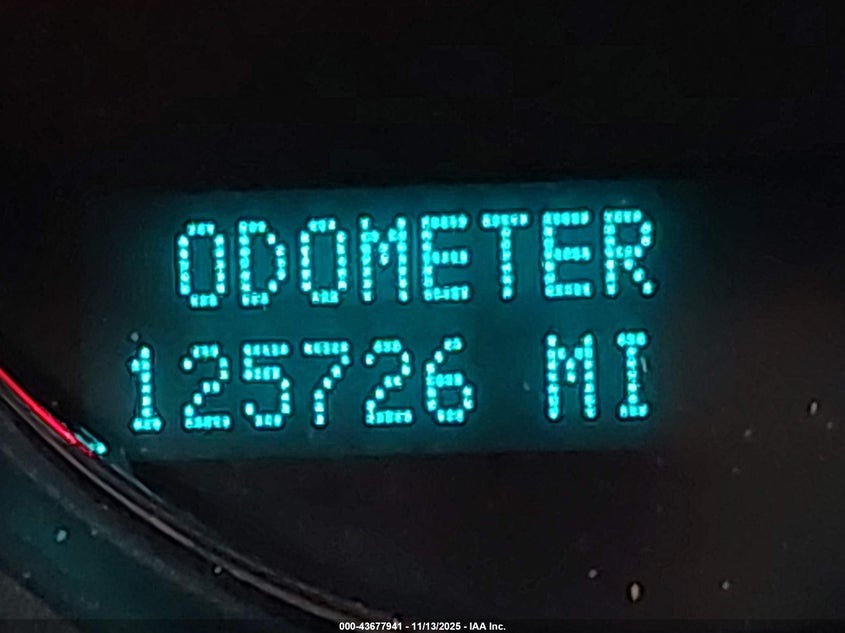 ODOMETER
125726 MI
000-43677941 - 11/13/2025 - IAA Inc.